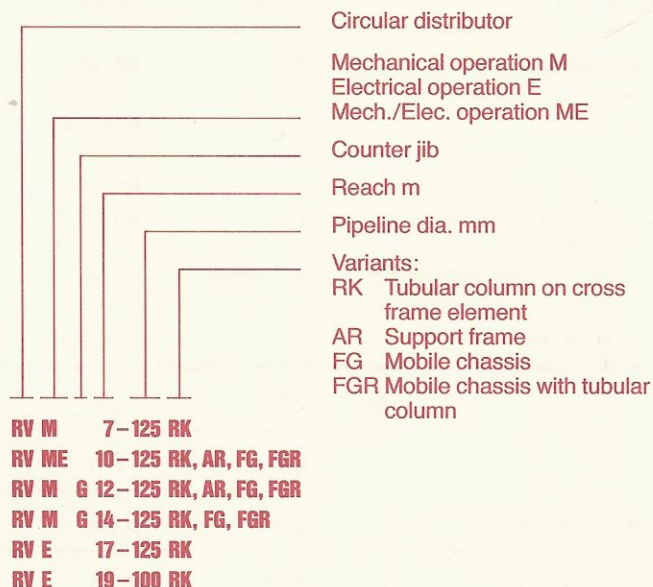 Circular distributor
Mechanical operation M
Electrical operation E
Mech./Elec. operation ME
Counter jib
Reach m
Pipeline dia. mm
Variants:
RK Tubular column on cross
frame element
AR Support frame
FG Mobile chassis
FGR Mobile chassis with tubular
column
RV M 7–125 RK
RV ME 10–125 RK, AR, FG, FGR
RV M G 12–125 RK, AR, FG, FGR
RV M G 14–125 RK, FG, FGR
RV E 17–125 RK
RV E 19–100 RK